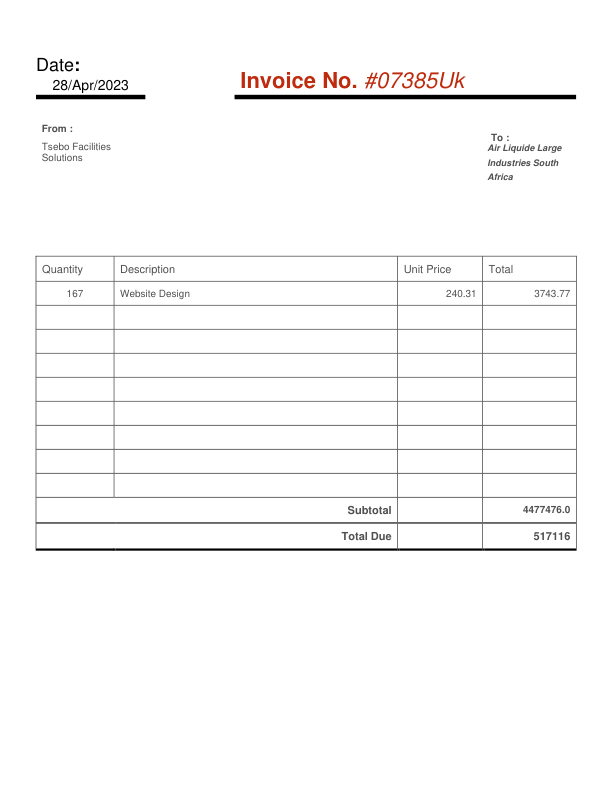 Date:
28/Apr/2023
Invoice No. #07385Uk
From :
Tsebo Facilities
Solutions
To :
Air Liquide Large
Industries South
Africa
Quantity Description Unit Price Total
167 Website Design 240.31 3743.77
Subtotal 4477476.0
Total Due 517116